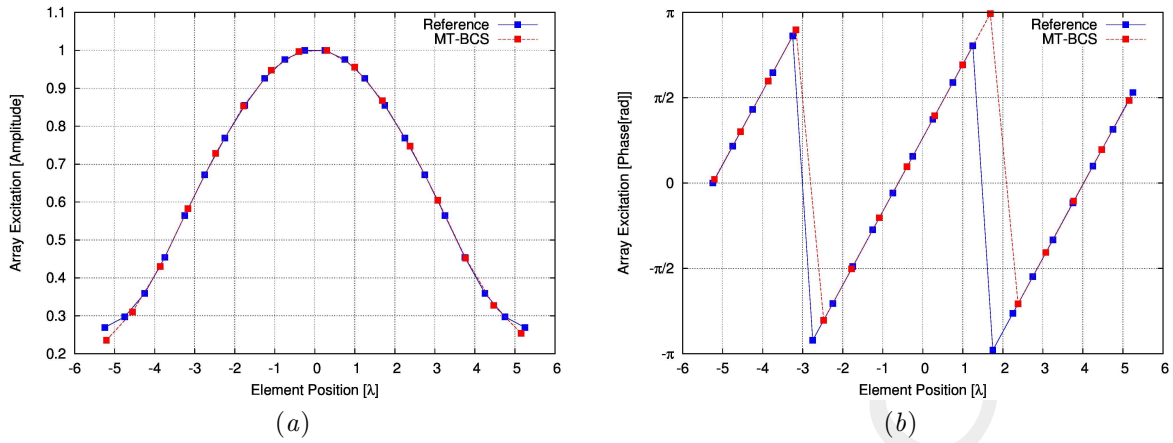 Reference
MT-BCS
1.1
1
0.9
0.8
0.7
0.6
0.5
0.4
0.3
0.2
Array Excitation [Amplitude]
-6 -5 -4 -3 -2 -1 0 1 2 3 4 5 6
Element Position [λ]
(a)
Reference
MT-BCS
π
π/2
0
-π/2
-π
Array Excitation [Phase[rad]]
-6 -5 -4 -3 -2 -1 0 1 2 3 4 5 6
Element Position [λ]
(b)